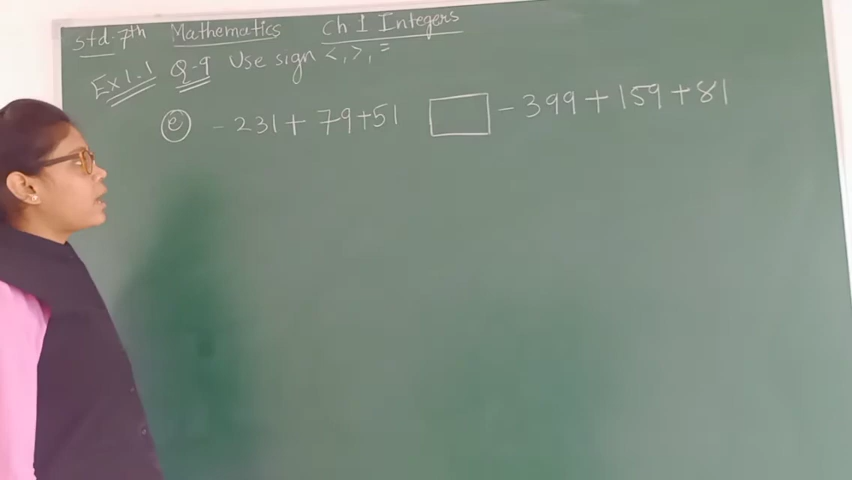 std. 7th Mathematics Ch 1 Integers
Ex 1.1 Q-9 Use sign <, >, =
(e) - 231 + 79 + 51 □ - 399 + 159 + 81